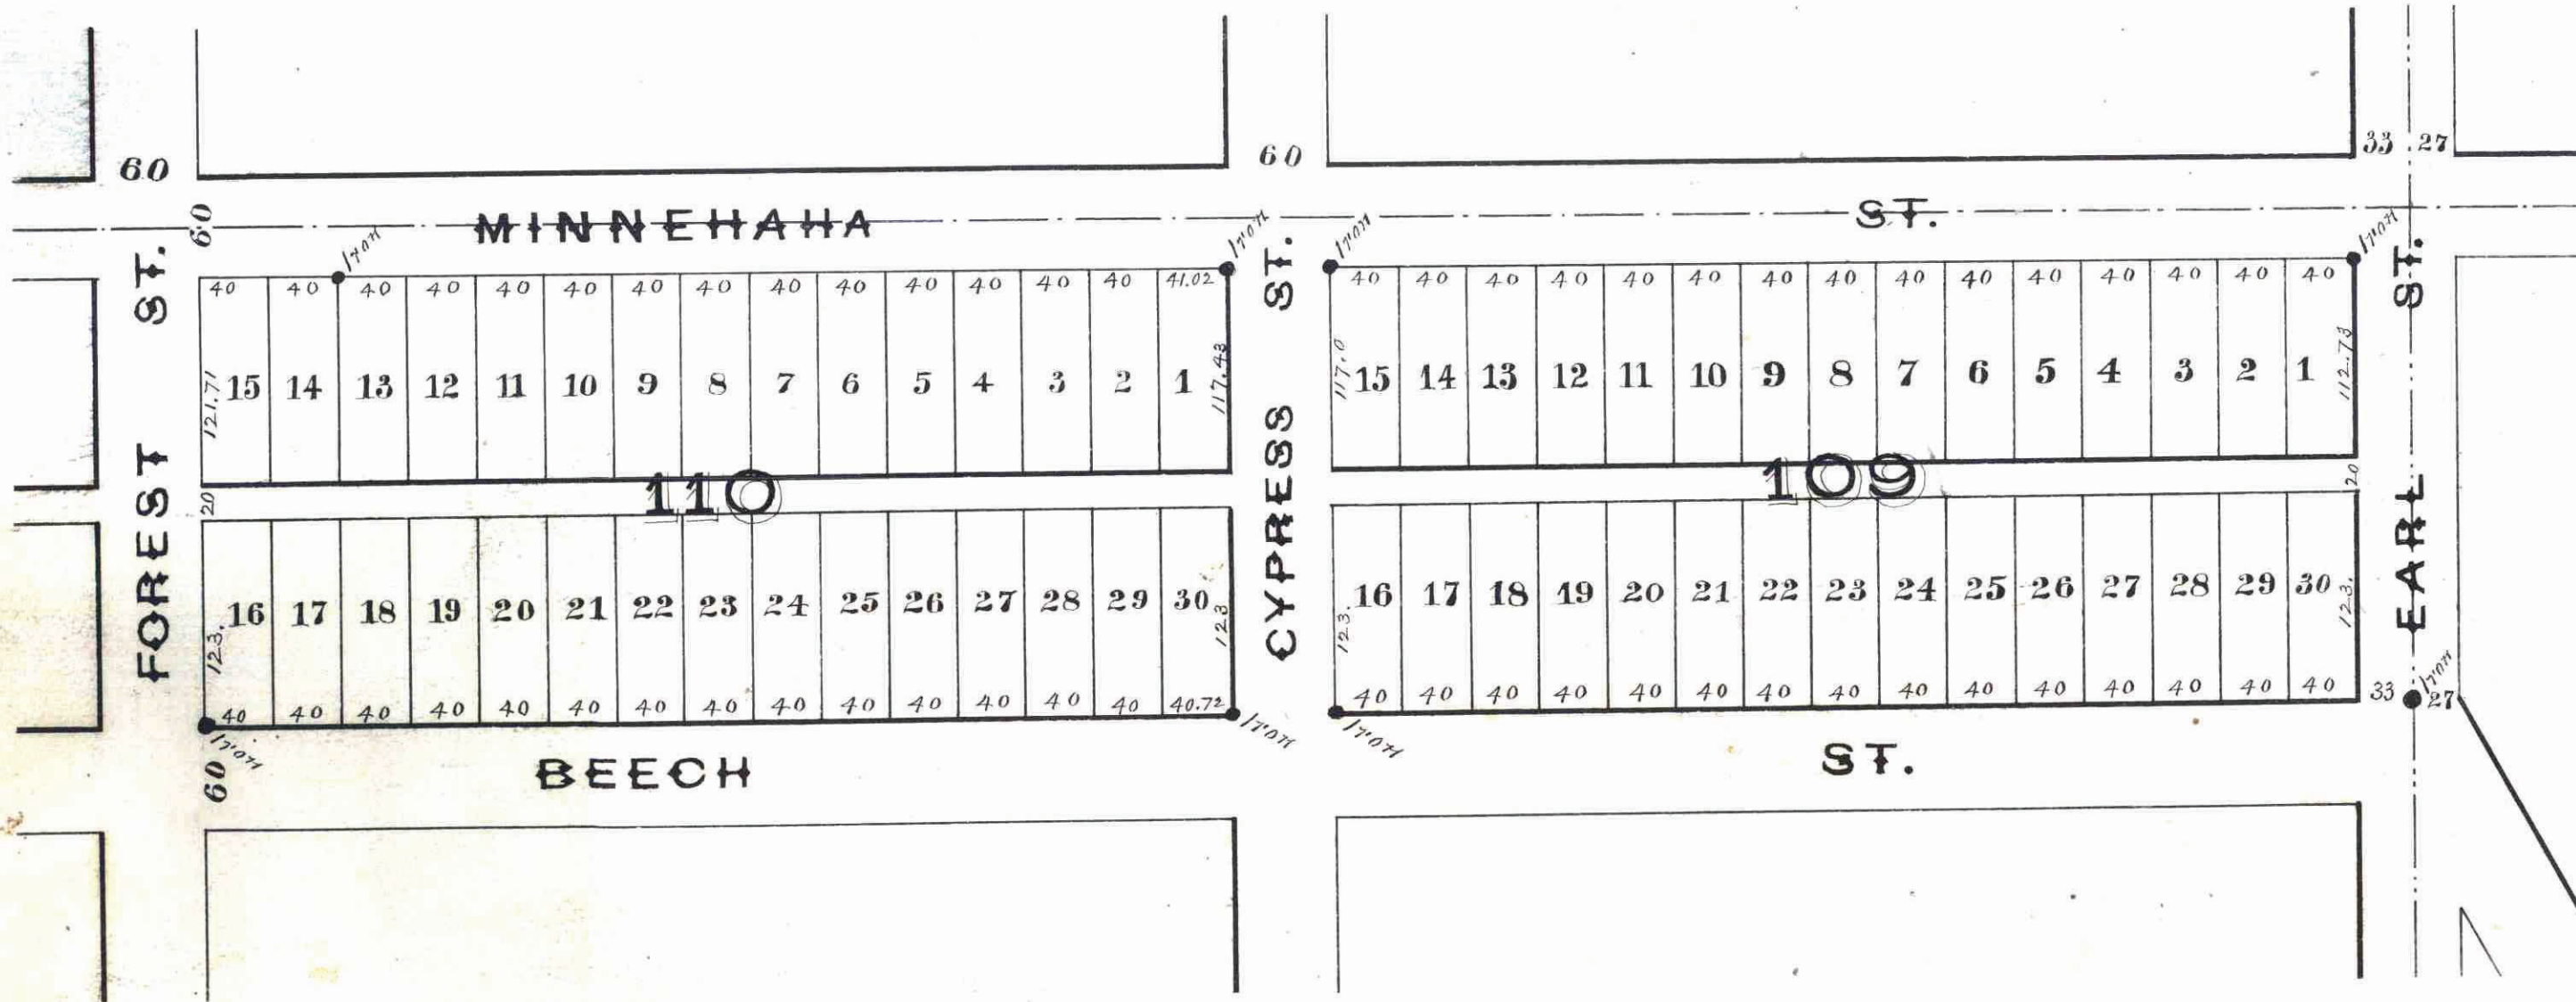 60
60
33 27
60
MINNEHAHA ST.
Iron Iron Iron Iron
40 40 40 40 40 40 40 40 40 40 40 40 40 40 41.02
40 40 40 40 40 40 40 40 40 40 40 40 40 40 40
121.71 15 14 13 12 11 10 9 8 7 6 5 4 3 2 1 117.43
117.0 15 14 13 12 11 10 9 8 7 6 5 4 3 2 1 112.73
FOREST ST.
CYPRESS ST.
EARL ST.
20 110
109 20
123. 16 17 18 19 20 21 22 23 24 25 26 27 28 29 30 123
123. 16 17 18 19 20 21 22 23 24 25 26 27 28 29 30 123.
40 40 40 40 40 40 40 40 40 40 40 40 40 40 40.72
40 40 40 40 40 40 40 40 40 40 40 40 40 40 40
33 27
Iron Iron Iron Iron
60
BEECH ST.